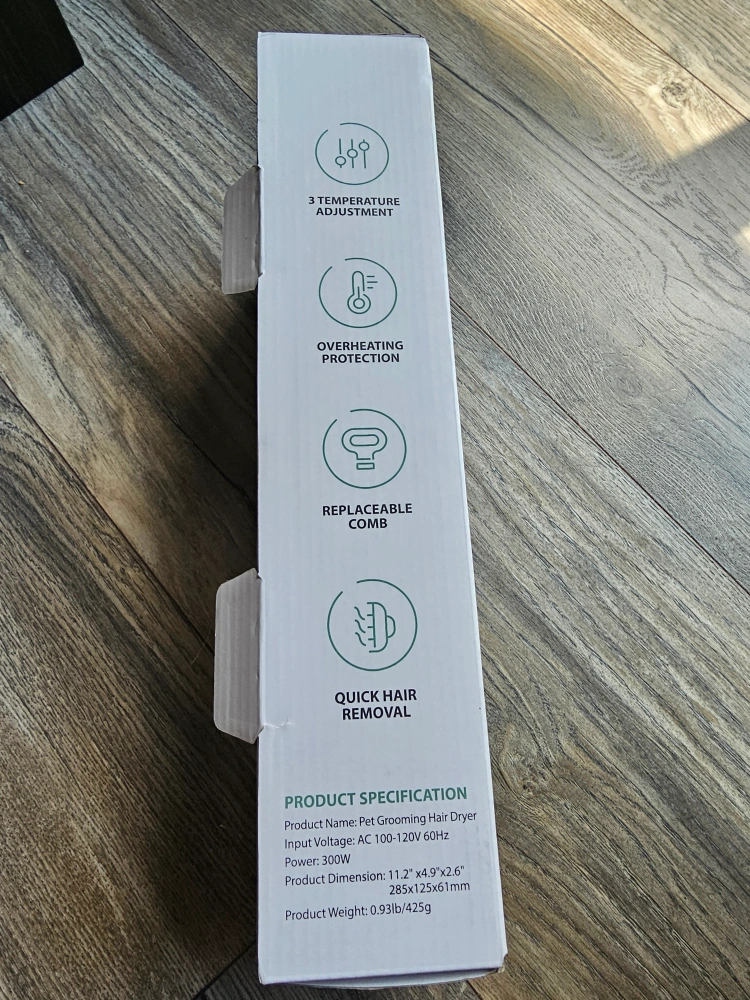 3 TEMPERATURE
ADJUSTMENT
OVERHEATING
PROTECTION
REPLACEABLE
COMB
QUICK HAIR
REMOVAL
PRODUCT SPECIFICATION
Product Name: Pet Grooming Hair Dryer
Input Voltage: AC 100-120V 60Hz
Power: 300W
Product Dimension: 11.2" x4.9"x2.6"
285x125x61mm
Product Weight: 0.93lb/425g